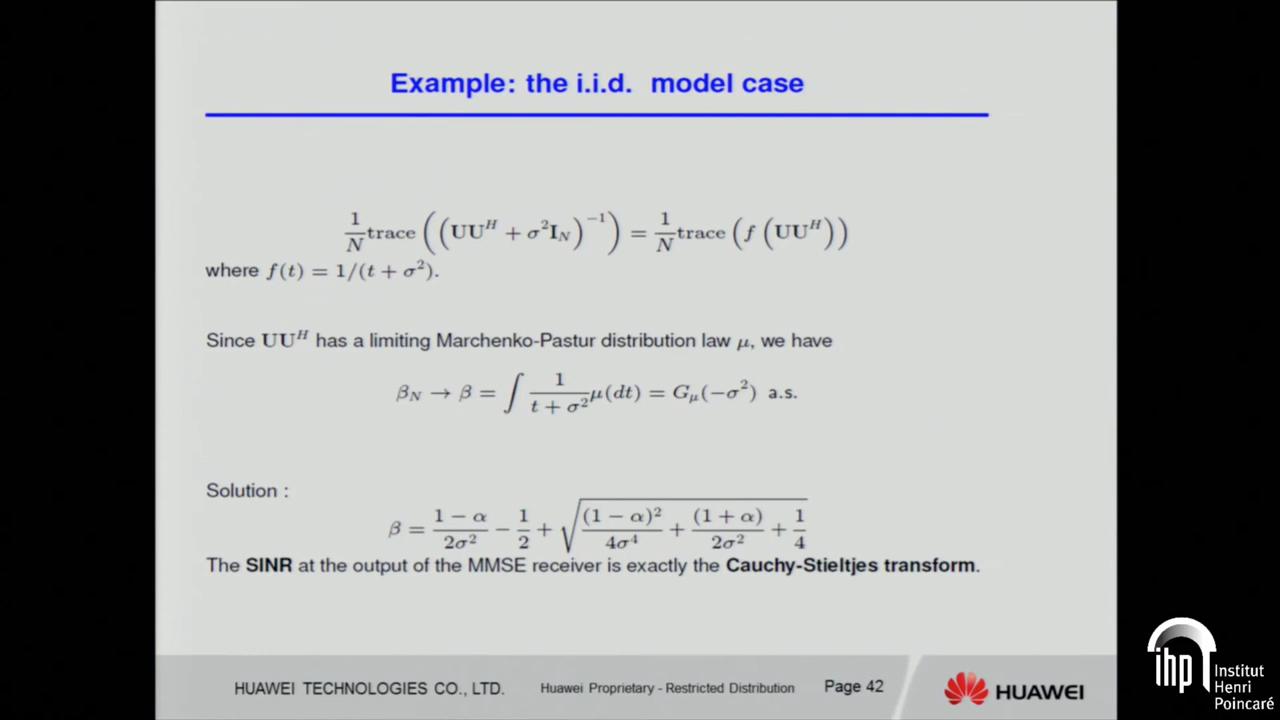 Example: the i.i.d. model case
1/N trace((UU^H + σ²I_N)^−1) = 1/N trace(f(UU^H))
where f(t) = 1/(t + σ²).
Since UU^H has a limiting Marchenko-Pastur distribution law μ, we have
β_N → β = ∫ 1/(t + σ²) μ(dt) = G_μ(−σ²) a.s.
Solution :
β = (1 − α)/(2σ²) − 1/2 + √((1 − α)²/(4σ⁴) + (1 + α)/(2σ²) + 1/4)
The SINR at the output of the MMSE receiver is exactly the Cauchy-Stieltjes transform.
HUAWEI TECHNOLOGIES CO., LTD. Huawei Proprietary - Restricted Distribution Page 42 HUAWEI
ihp Institut
Henri
Poincaré